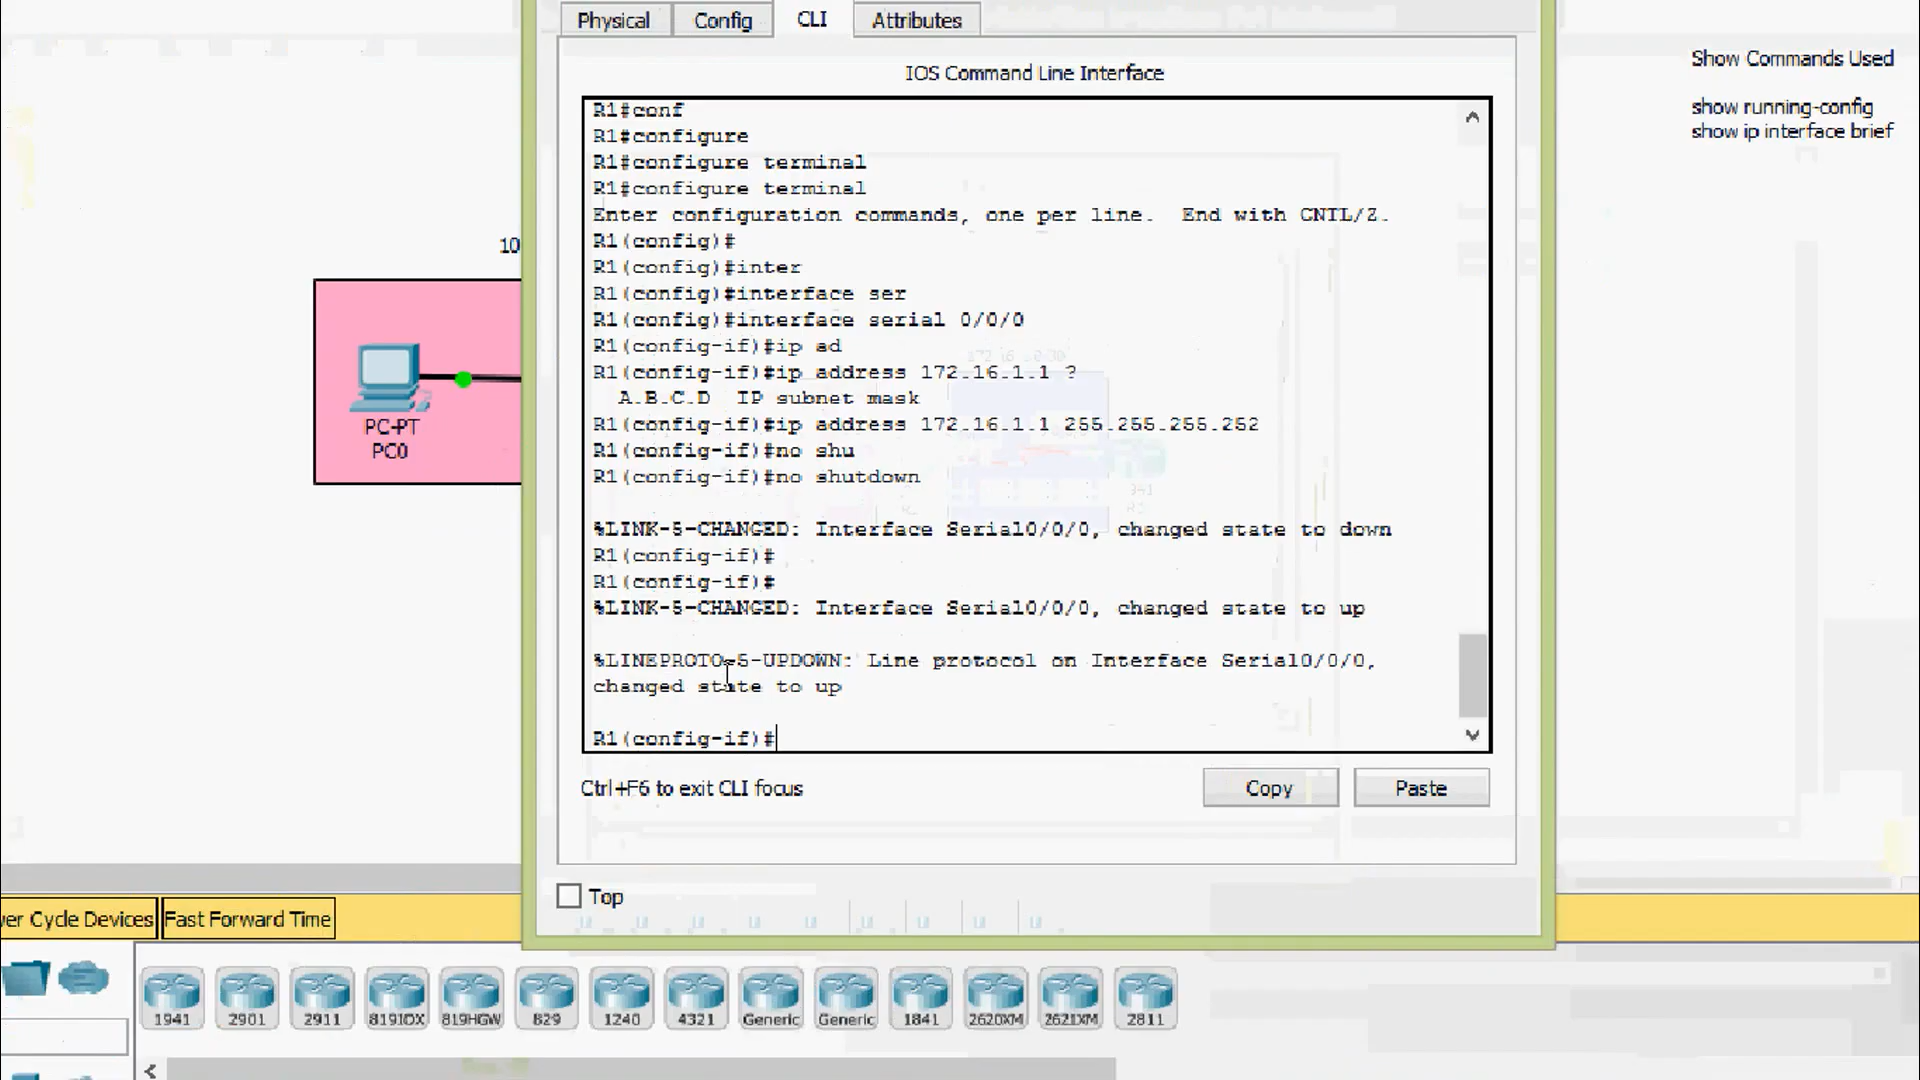 Physical
Config
CLI
Attributes
IOS Command Line Interface
Show Commands Used
show running-config
show ip interface brief
R1#conf
R1#configure
R1#configure terminal
R1#configure terminal
Enter configuration commands, one per line.  End with CNTL/Z.
R1(config)#
R1(config)#inter
R1(config)#interface ser
R1(config)#interface serial 0/0/0
R1(config-if)#ip ad
R1(config-if)#ip address 172.16.1.1 ?
A.B.C.D  IP subnet mask
R1(config-if)#ip address 172.16.1.1 255.255.255.252
R1(config-if)#no shu
R1(config-if)#no shutdown
%LINK-5-CHANGED: Interface Serial0/0/0, changed state to down
R1(config-if)#
R1(config-if)#
%LINK-5-CHANGED: Interface Serial0/0/0, changed state to up
%LINEPROTO-5-UPDOWN: Line protocol on Interface Serial0/0/0,
changed state to up
R1(config-if)#
10
PC-PT
PC0
Ctrl+F6 to exit CLI focus
Copy
Paste
Top
er Cycle Devices
Fast Forward Time
1941
2901
2911
819IOX
819HGW
829
1240
4321
Generic
Generic
1841
2620XM
2621XM
2811